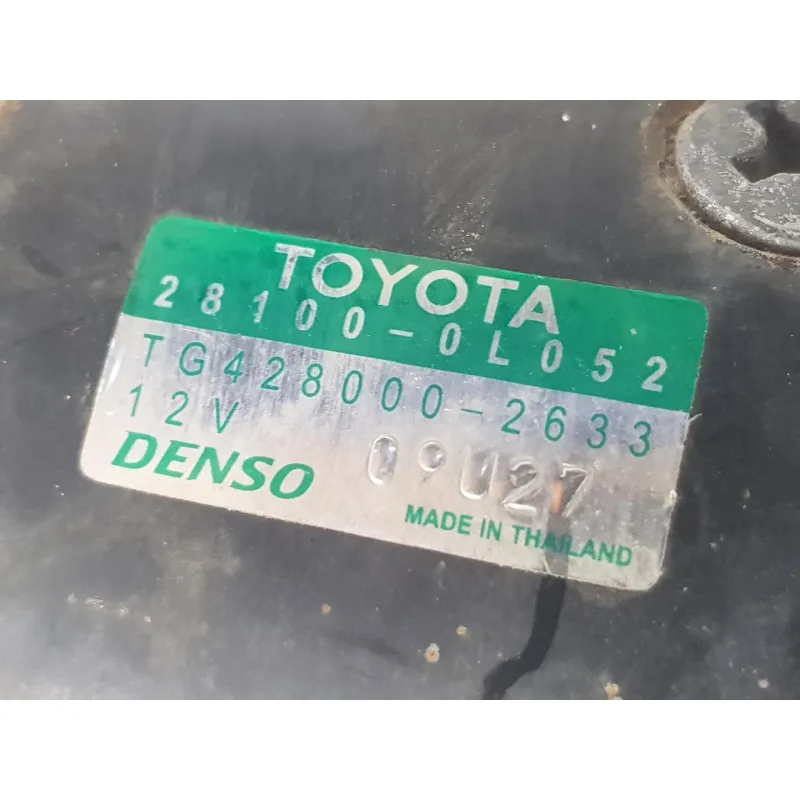 TOYOTA
28100-0L052
TG428000-2633
12V
DENSO
MADE IN THAILAND